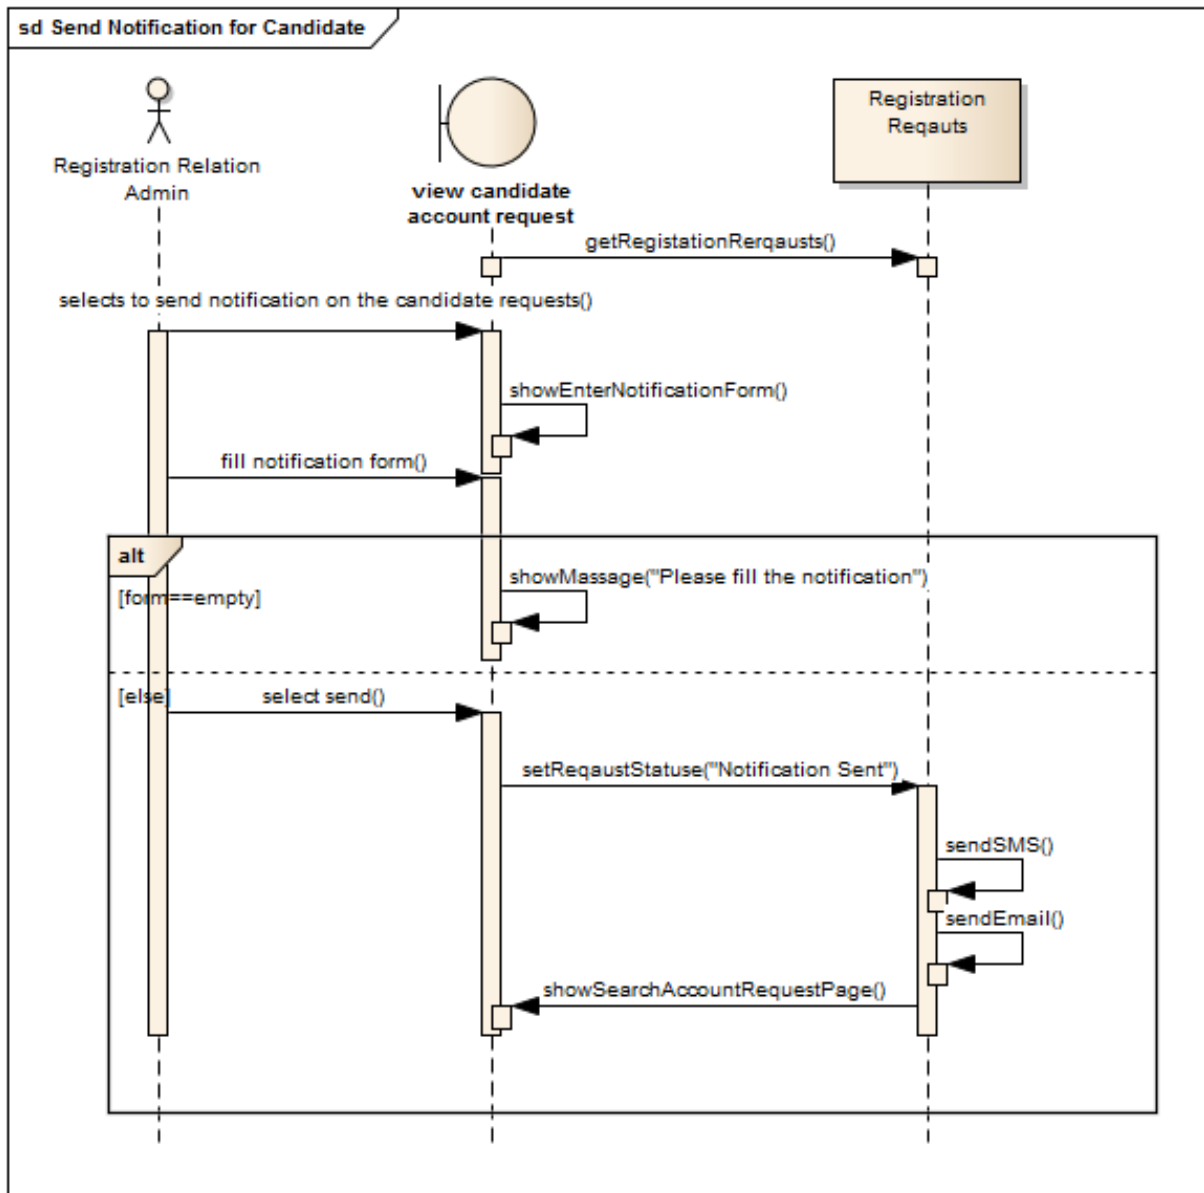 sd Send Notification for Candidate
Registration Relation
Admin
view candidate
account request
Registration
Reqauts
getRegistationRerqausts()
selects to send notification on the candidate requests()
showEnterNotificationForm()
fill notification form()
alt
[form==empty]
showMassage("Please fill the notification")
[else]
select send()
setReqaustStatuse("Notification Sent")
sendSMS()
sendEmail()
showSearchAccountRequestPage()